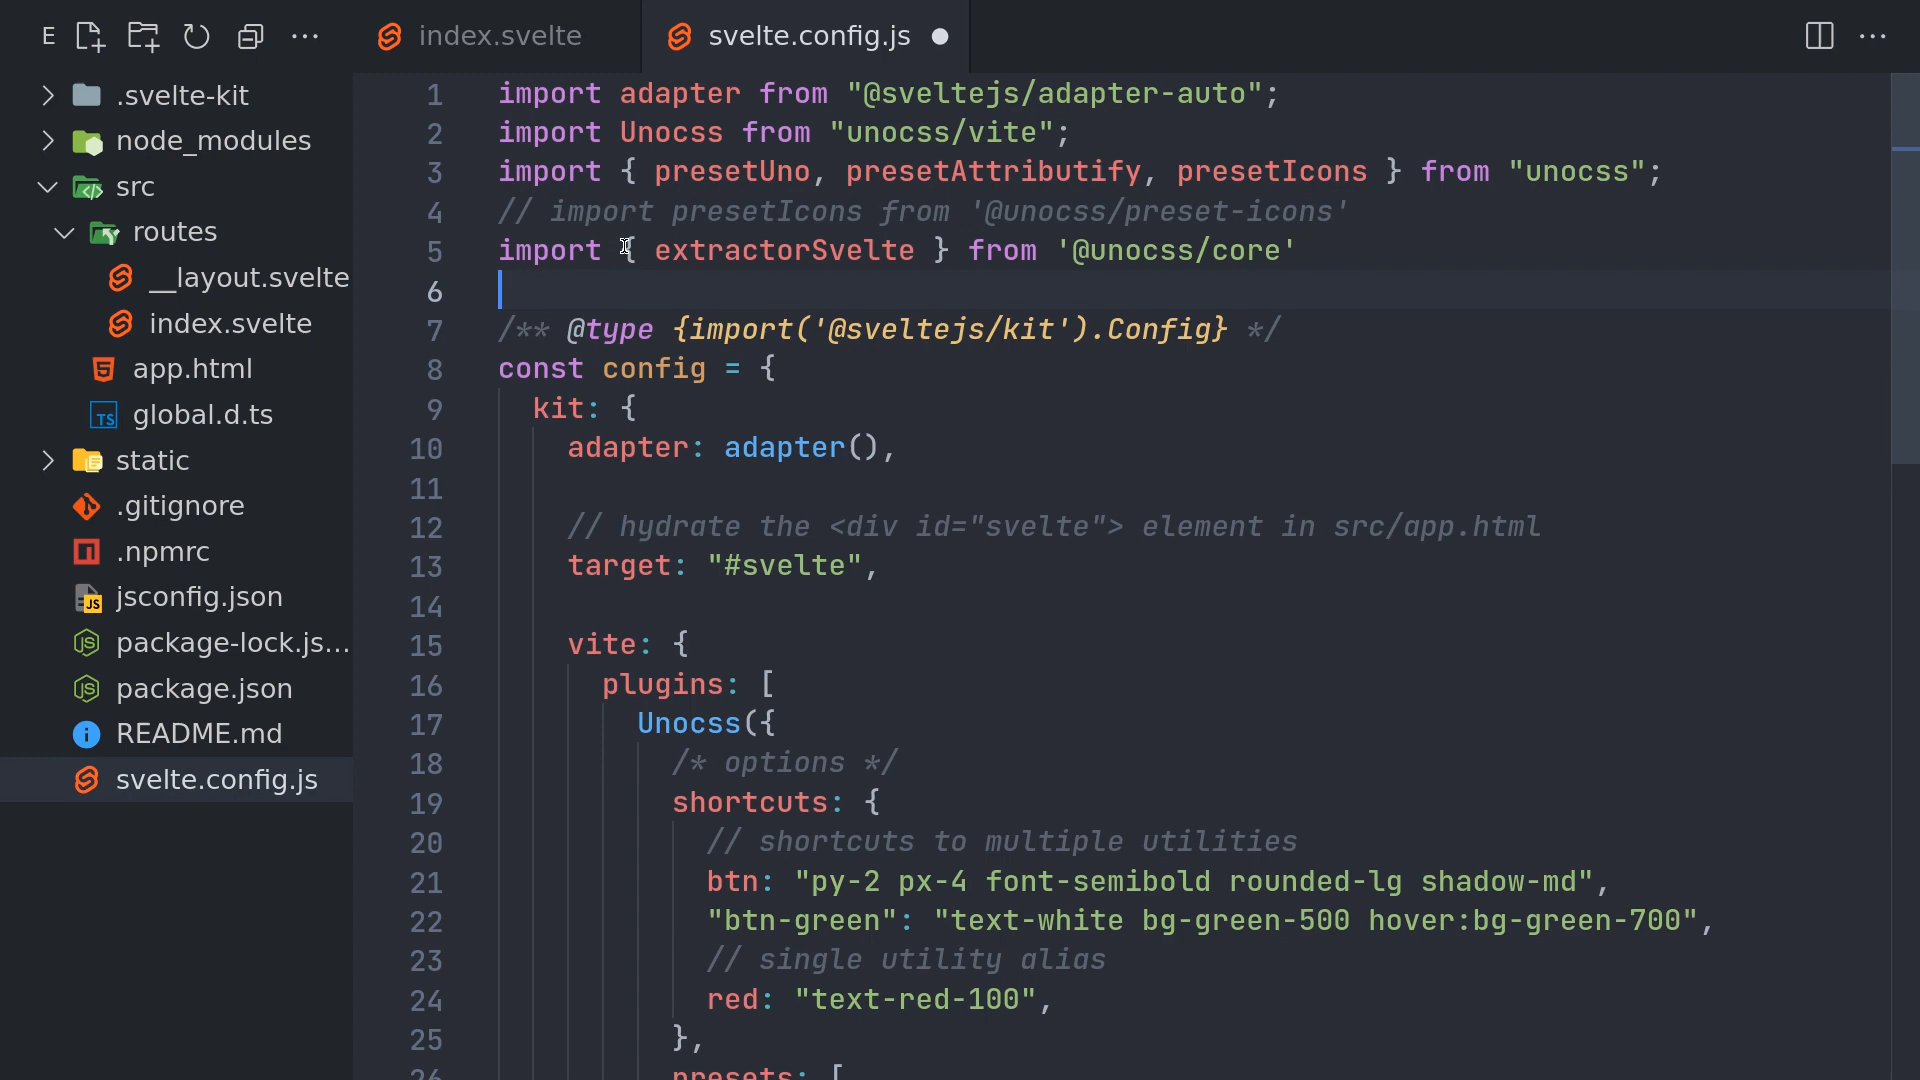 E
index.svelte
svelte.config.js
.svelte-kit
node_modules
src
routes
__layout.svelte
index.svelte
app.html
TS global.d.ts
static
.gitignore
.npmrc
JS jsconfig.json
JS package-lock.js...
JS package.json
README.md
svelte.config.js
1 import adapter from "@sveltejs/adapter-auto";
2 import Unocss from "unocss/vite";
3 import { presetUno, presetAttributify, presetIcons } from "unocss";
4 // import presetIcons from '@unocss/preset-icons'
5 import { extractorSvelte } from '@unocss/core'
6
7 /** @type {import('@sveltejs/kit').Config} */
8 const config = {
9 kit: {
10 adapter: adapter(),
11
12 // hydrate the <div id="svelte"> element in src/app.html
13 target: "#svelte",
14
15 vite: {
16 plugins: [
17 Unocss({
18 /* options */
19 shortcuts: {
20 // shortcuts to multiple utilities
21 btn: "py-2 px-4 font-semibold rounded-lg shadow-md",
22 "btn-green": "text-white bg-green-500 hover:bg-green-700",
23 // single utility alias
24 red: "text-red-100",
25 },
26 presets: [